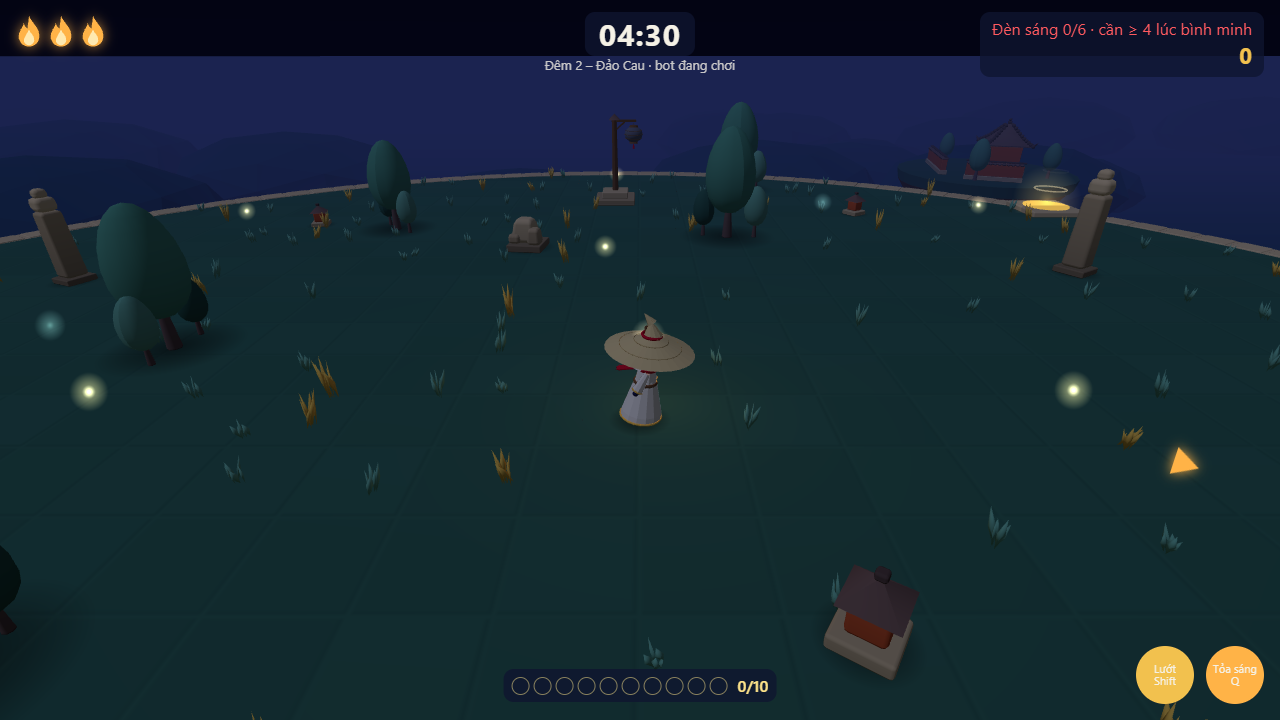 04:30
Đèn sáng 0/6 · cần ≥ 4 lúc bình minh
0
Đêm 2 – Đảo Cau · bot đang chơi
Lướt
Shift
Tỏa sáng
Q
0/10